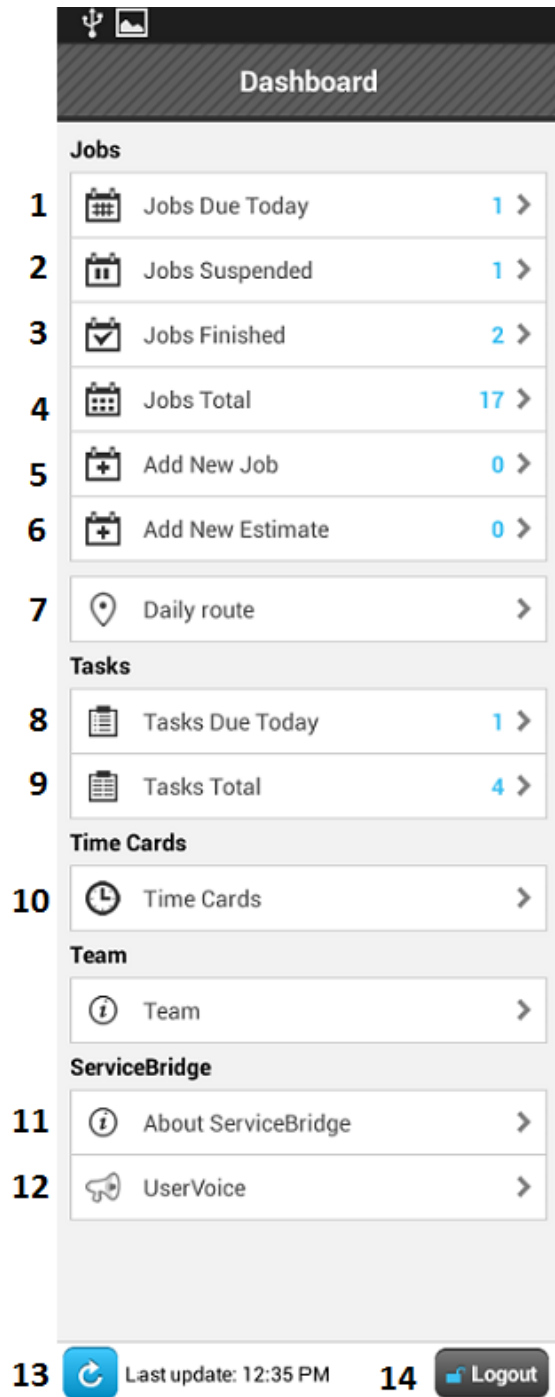 Dashboard
Jobs
1 Jobs Due Today 1
2 Jobs Suspended 1
3 Jobs Finished 2
4 Jobs Total 17
5 Add New Job 0
6 Add New Estimate 0
7 Daily route
Tasks
8 Tasks Due Today 1
9 Tasks Total 4
Time Cards
10 Time Cards
Team
Team
ServiceBridge
11 About ServiceBridge
12 UserVoice
13 Last update: 12:35 PM 14 Logout